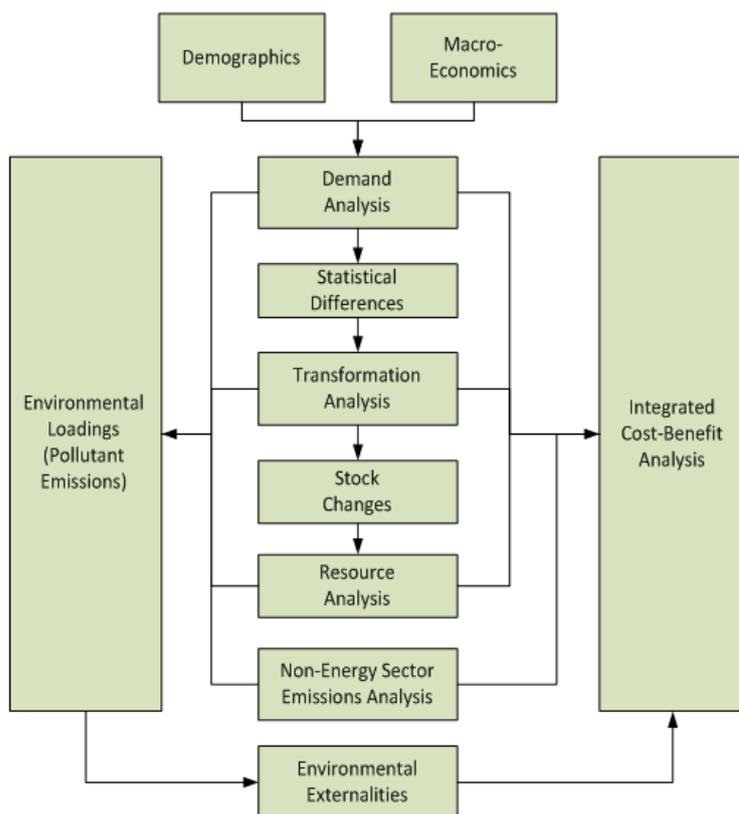 Demographics
Macro-
Economics
Demand
Analysis
Statistical
Differences
Transformation
Analysis
Environmental
Loadings
(Pollutant
Emissions)
Integrated
Cost-Benefit
Analysis
Stock
Changes
Resource
Analysis
Non-Energy Sector
Emissions Analysis
Environmental
Externalities